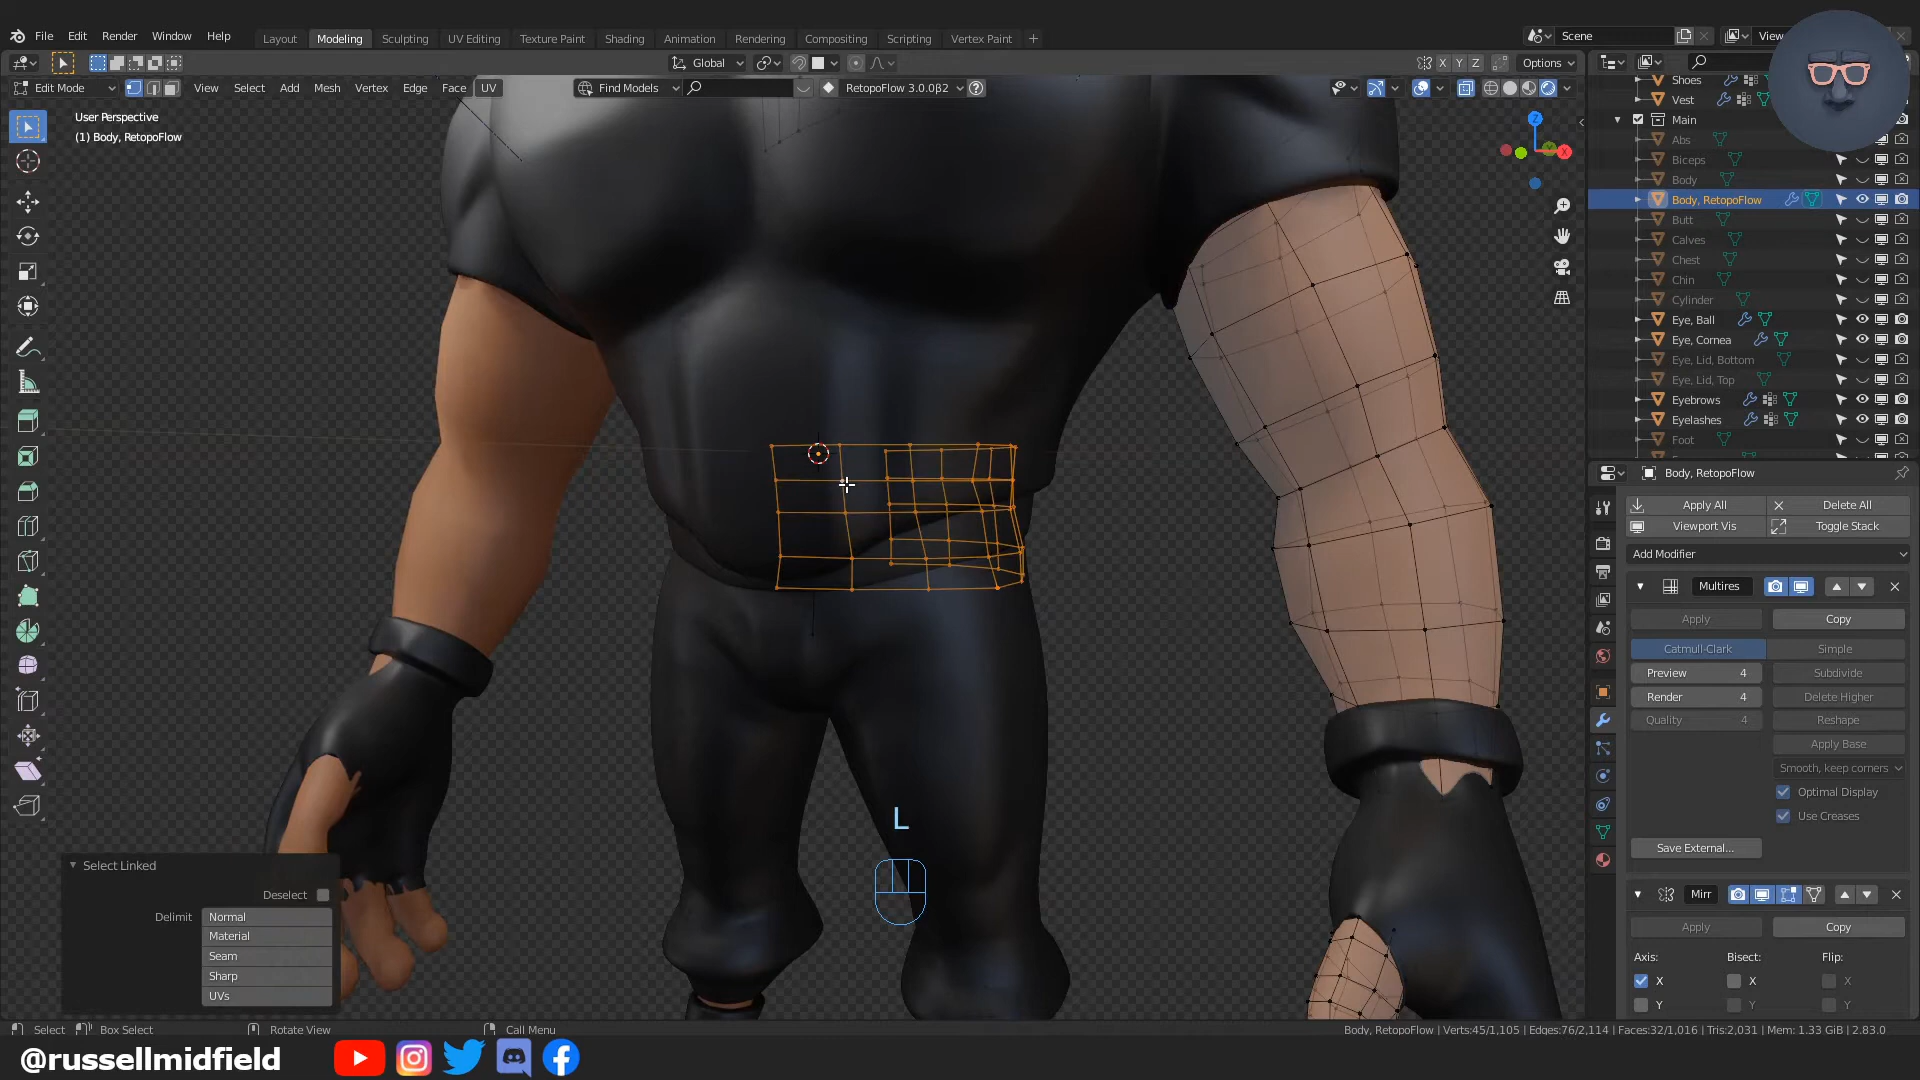 File Edit Render Window Help Layout Modeling Sculpting UV Editing Texture Paint Shading Animation Rendering Compositing Scripting Vertex Paint + Scene View
Global X Y Z Options
Edit Mode View Select Add Mesh Vertex Edge Face UV Find Models RetopoFlow 3.0.0β2
User Perspective
(1) Body, RetopoFlow
Z
X
Shoes
Vest
Main
Abs
Biceps
Body
Body, RetopoFlow
Butt
Calves
Chest
Chin
Cylinder
Eye, Ball
Eye, Cornea
Eye, Lid, Bottom
Eye, Lid, Top
Eyebrows
Eyelashes
Foot
Body, RetopoFlow
Apply All Delete All
Viewport Vis Toggle Stack
Add Modifier
Multires
Apply Copy
Catmull-Clark Simple
Preview 4 Subdivide
Render 4 Delete Higher
Quality 4 Reshape
Apply Base
Smooth, keep corners
Optimal Display
Use Creases
Save External...
Mirr
Apply Copy
Axis: Bisect: Flip:
X X X
Y Y Y
L
Select Linked
Deselect
Delimit Normal
Material
Seam
Sharp
UVs
Select Box Select Rotate View Call Menu Body, RetopoFlow | Verts:45/1,105 | Edges:76/2,114 | Faces:32/1,016 | Tris:2,031 | Mem: 1.33 GiB | 2.83.0
@russellmidfield